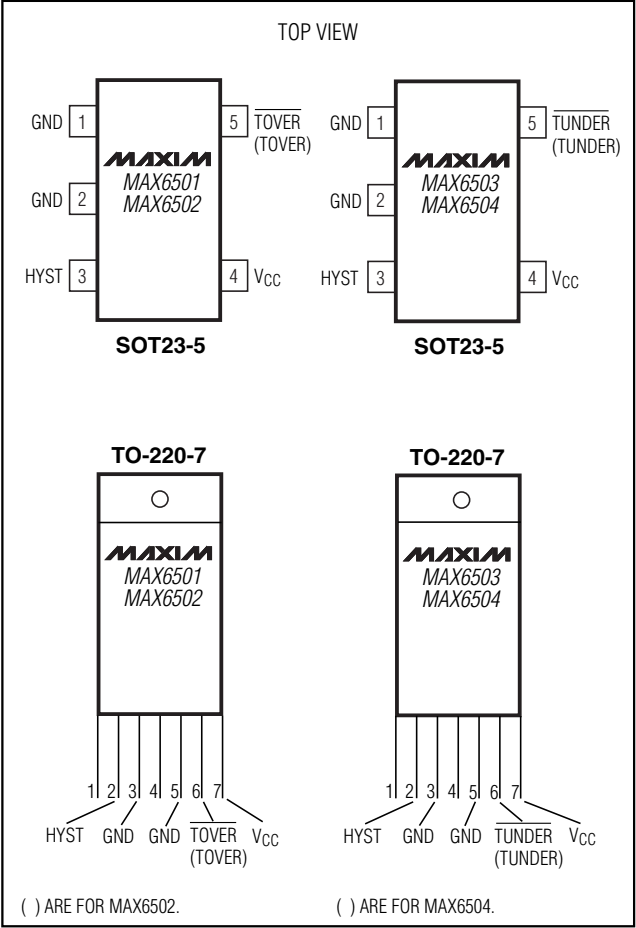 TOP VIEW
GND 1
5 TOVER
(TOVER)
MAXIM
MAX6501
MAX6502
GND 2
HYST 3
4 VCC
SOT23-5
GND 1
5 TUNDER
(TUNDER)
MAXIM
MAX6503
MAX6504
GND 2
HYST 3
4 VCC
SOT23-5
TO-220-7
MAXIM
MAX6501
MAX6502
1 2 3 4 5 6 7
HYST GND GND TOVER VCC
(TOVER)
( ) ARE FOR MAX6502.
TO-220-7
MAXIM
MAX6503
MAX6504
1 2 3 4 5 6 7
HYST GND GND TUNDER VCC
(TUNDER)
( ) ARE FOR MAX6504.